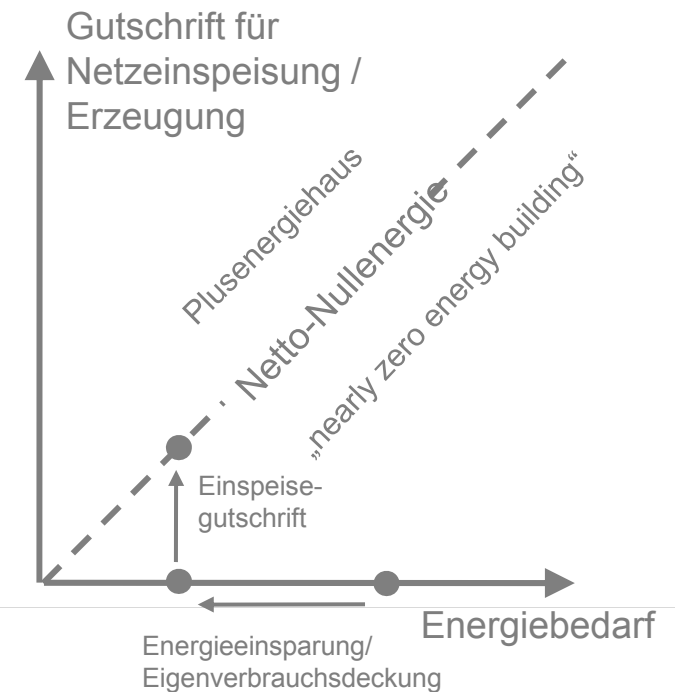 Gutschrift für
Netzeinspeisung /
Erzeugung
Plusenergiehaus
Netto-Nullenergie
„nearly zero energy building“
Einspeise-
gutschrift
Energiebedarf
Energieeinsparung/
Eigenverbrauchsdeckung